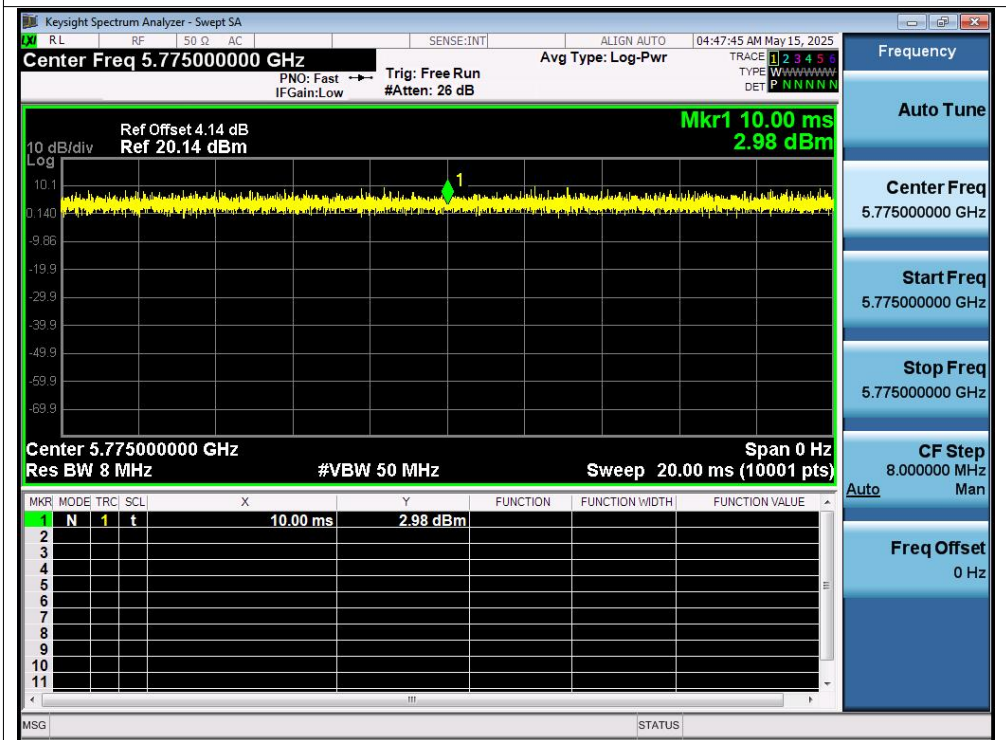 Keysight Spectrum Analyzer - Swept SA
LXI RL RF 50 Ω AC SENSE:INT ALIGN AUTO 04:47:45 AM May 15, 2025
Center Freq 5.775000000 GHz
PNO: Fast
IFGain:Low
Trig: Free Run
#Atten: 26 dB
Avg Type: Log-Pwr
TRACE 1 2 3 4 5 6
TYPE WWWWWW
DET P N N N N N
Frequency
Auto Tune
Center Freq
5.775000000 GHz
Start Freq
5.775000000 GHz
Stop Freq
5.775000000 GHz
CF Step
8.000000 MHz
Auto Man
Freq Offset
0 Hz
Mkr1 10.00 ms
2.98 dBm
Ref Offset 4.14 dB
10 dB/div Ref 20.14 dBm
Log
1
10.1
0.140
-9.86
-19.9
-29.9
-39.9
-49.9
-59.9
-69.9
Center 5.775000000 GHz Span 0 Hz
Res BW 8 MHz #VBW 50 MHz Sweep 20.00 ms (10001 pts)
MKR MODE TRC SCL X Y FUNCTION FUNCTION WIDTH FUNCTION VALUE
1 N 1 t 10.00 ms 2.98 dBm
2
3
4
5
6
7
8
9
10
11
MSG STATUS